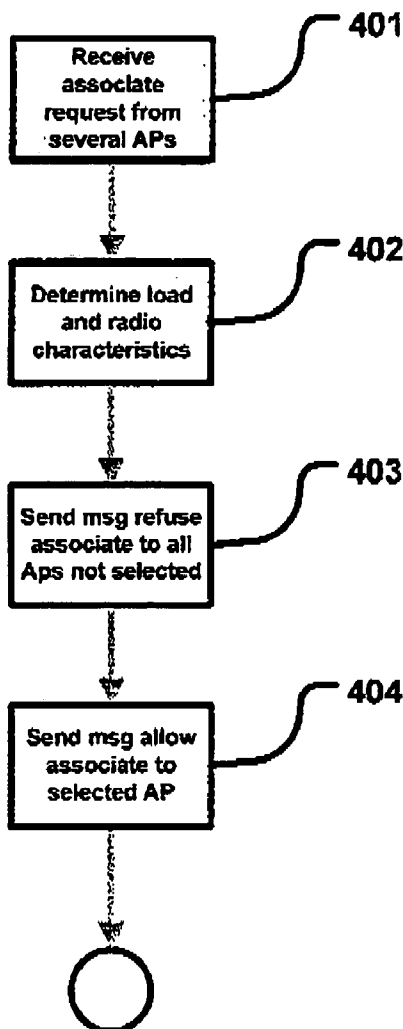 401
Receive
associate
request from
several APs
402
Determine load
and radio
characteristics
403
Send msg refuse
associate to all
Aps not selected
404
Send msg allow
associate to
selected AP